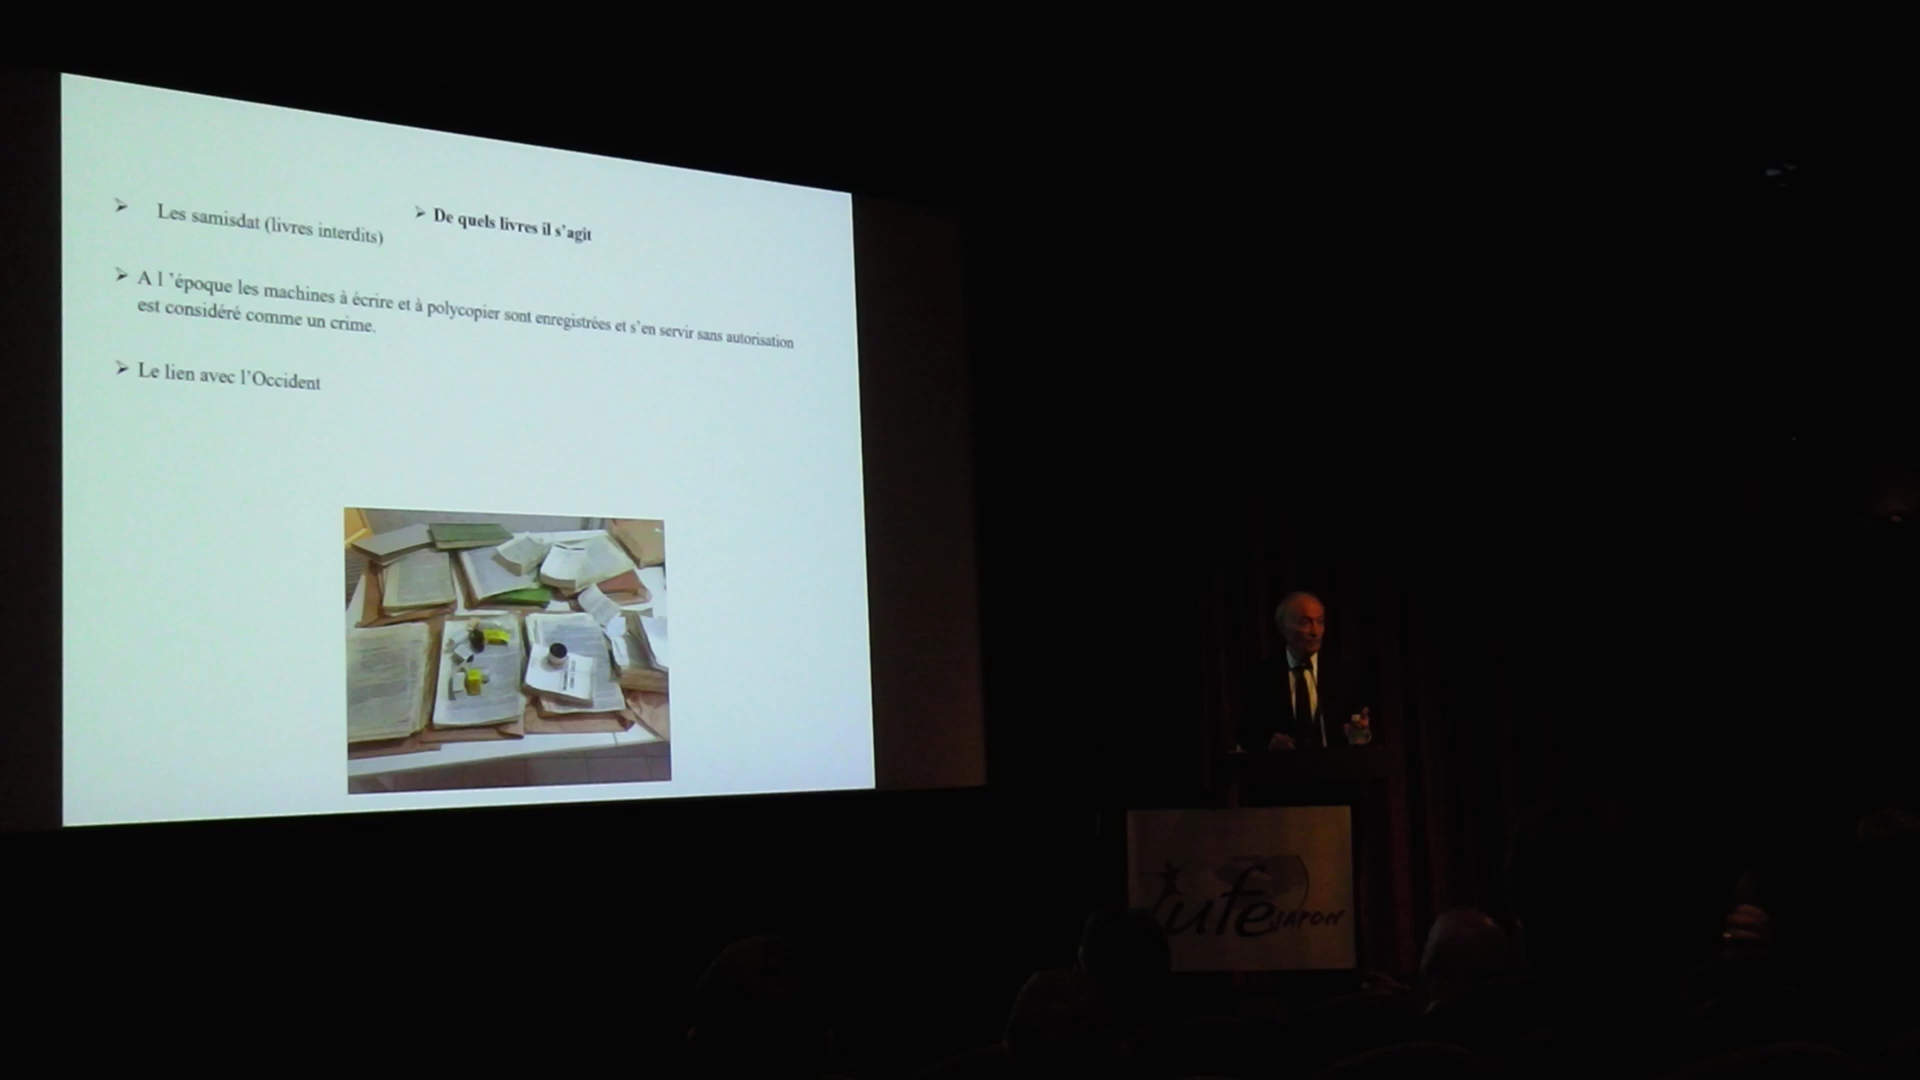 De quels livres il s’agit
Les samisdat (livres interdits)
A l ’époque les machines à écrire et à polycopier sont enregistrées et s’en servir sans autorisation
est considéré comme un crime.
Le lien avec l’Occident
ufe JAPON